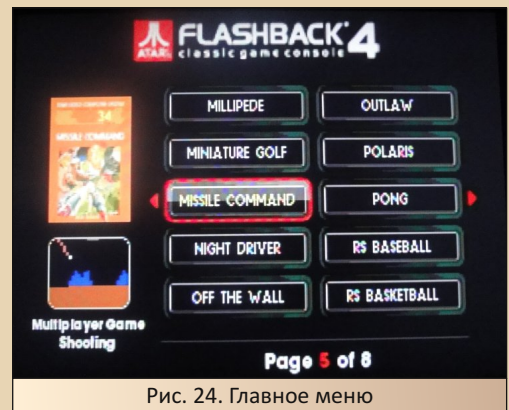 ATARI FLASHBACK 4
classic game console
34
MISSILE COMMAND
MILLIPEDE
OUTLAW
MINIATURE GOLF
POLARIS
MISSILE COMMAND
PONG
NIGHT DRIVER
RS BASEBALL
OFF THE WALL
RS BASKETBALL
Multiplayer Game
Shooting
Page 5 of 8
Рис. 24. Главное меню